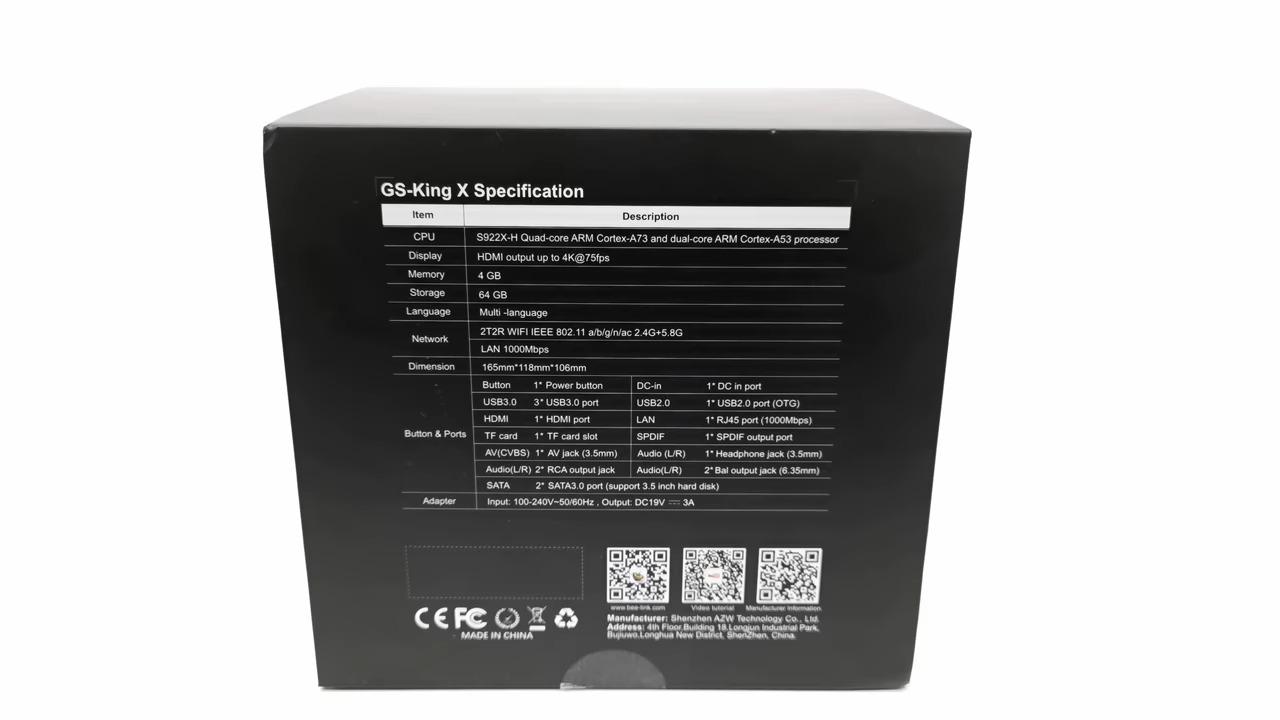 GS-King X Specification
Item Description
CPU S922X-H Quad-core ARM Cortex-A73 and dual-core ARM Cortex-A53 processor
Display HDMI output up to 4K@75fps
Memory 4 GB
Storage 64 GB
Language Multi -language
Network 2T2R WIFI IEEE 802.11 a/b/g/n/ac 2.4G+5.8G
LAN 1000Mbps
Dimension 165mm*118mm*106mm
Button & Ports
Button 1* Power button DC-in 1* DC in port
USB3.0 3* USB3.0 port USB2.0 1* USB2.0 port (OTG)
HDMI 1* HDMI port LAN 1* RJ45 port (1000Mbps)
TF card 1* TF card slot SPDIF 1* SPDIF output port
AV(CVBS) 1* AV jack (3.5mm) Audio (L/R) 1* Headphone jack (3.5mm)
Audio(L/R) 2* RCA output jack Audio(L/R) 2* Bal output jack (6.35mm)
SATA 2* SATA3.0 port (support 3.5 inch hard disk)
Adapter Input: 100-240V~50/60Hz , Output: DC19V ⎓ 3A
www.bee-link.com Video tutorial Manufacturer Information
CE FC
MADE IN CHINA
Manufacturer: Shenzhen AZW Technology Co., Ltd.
Address: 4th Floor,Building 18,Longjun Industrial Park,
Bujiuwo,Longhua New District, ShenZhen, China.